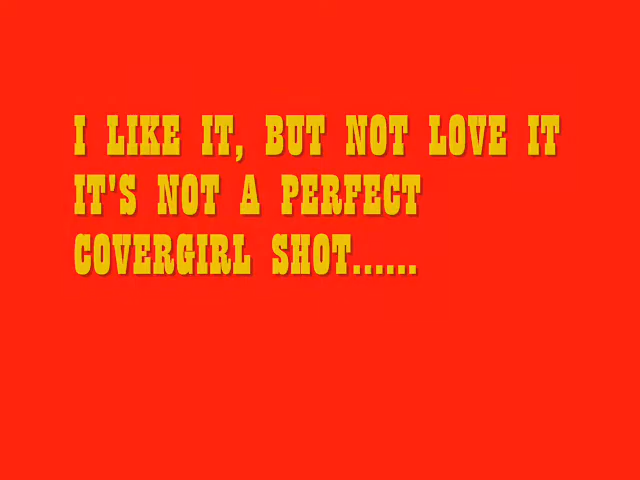 I LIKE IT, BUT NOT LOVE IT
IT'S NOT A PERFECT
COVERGIRL SHOT......